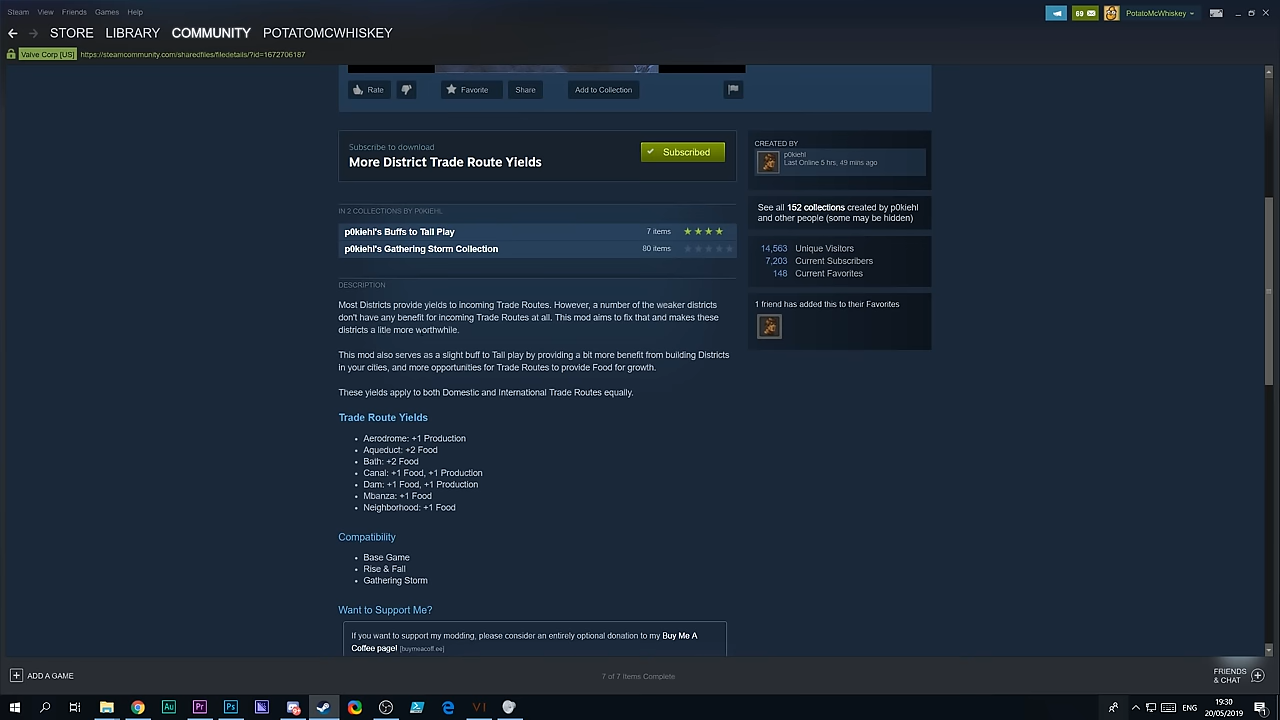 Steam View Friends Games Help
69
PotatoMcWhiskey
STORE LIBRARY COMMUNITY POTATOMCWHISKEY
Valve Corp [US] https://steamcommunity.com/sharedfiles/filedetails/?id=1672706187
Rate Favorite Share Add to Collection
Subscribe to download
More District Trade Route Yields
Subscribed
CREATED BY
p0kiehl
Last Online 5 hrs, 49 mins ago
See all 152 collections created by p0kiehl
and other people (some may be hidden)
IN 2 COLLECTIONS BY P0KIEHL
p0kiehl's Buffs to Tall Play 7 items
p0kiehl's Gathering Storm Collection 80 items
14,563 Unique Visitors
7,203 Current Subscribers
148 Current Favorites
1 friend has added this to their Favorites
DESCRIPTION
Most Districts provide yields to incoming Trade Routes. However, a number of the weaker districts
don't have any benefit for incoming Trade Routes at all. This mod aims to fix that and makes these
districts a litle more worthwhile.
This mod also serves as a slight buff to Tall play by providing a bit more benefit from building Districts
in your cities, and more opportunities for Trade Routes to provide Food for growth.
These yields apply to both Domestic and International Trade Routes equally.
Trade Route Yields
• Aerodrome: +1 Production
• Aqueduct: +2 Food
• Bath: +2 Food
• Canal: +1 Food, +1 Production
• Dam: +1 Food, +1 Production
• Mbanza: +1 Food
• Neighborhood: +1 Food
Compatibility
• Base Game
• Rise & Fall
• Gathering Storm
Want to Support Me?
If you want to support my modding, please consider an entirely optional donation to my Buy Me A
Coffee page! [buymeacoff.ee]
ADD A GAME
7 of 7 Items Complete
FRIENDS
& CHAT
Au Pr Ps VI
ENG
19:30
20/05/2019